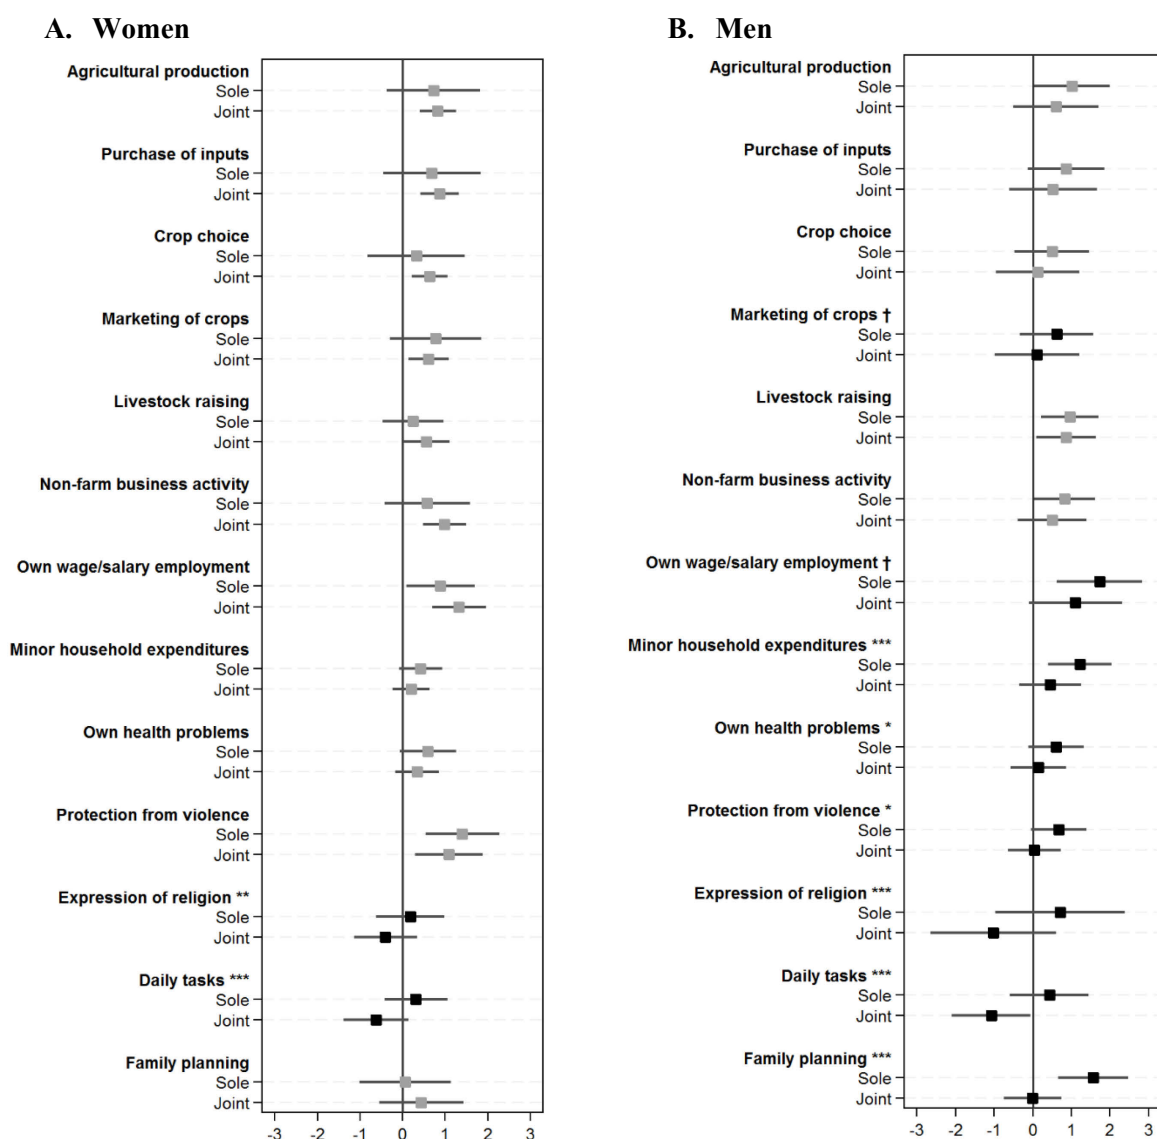 A. Women
Agricultural production
Sole
Joint
Purchase of inputs
Sole
Joint
Crop choice
Sole
Joint
Marketing of crops
Sole
Joint
Livestock raising
Sole
Joint
Non-farm business activity
Sole
Joint
Own wage/salary employment
Sole
Joint
Minor household expenditures
Sole
Joint
Own health problems
Sole
Joint
Protection from violence
Sole
Joint
Expression of religion **
Sole
Joint
Daily tasks ***
Sole
Joint
Family planning
Sole
Joint
-3 -2 -1 0 1 2 3
B. Men
Agricultural production
Sole
Joint
Purchase of inputs
Sole
Joint
Crop choice
Sole
Joint
Marketing of crops †
Sole
Joint
Livestock raising
Sole
Joint
Non-farm business activity
Sole
Joint
Own wage/salary employment †
Sole
Joint
Minor household expenditures ***
Sole
Joint
Own health problems *
Sole
Joint
Protection from violence *
Sole
Joint
Expression of religion ***
Sole
Joint
Daily tasks ***
Sole
Joint
Family planning ***
Sole
Joint
-3 -2 -1 0 1 2 3